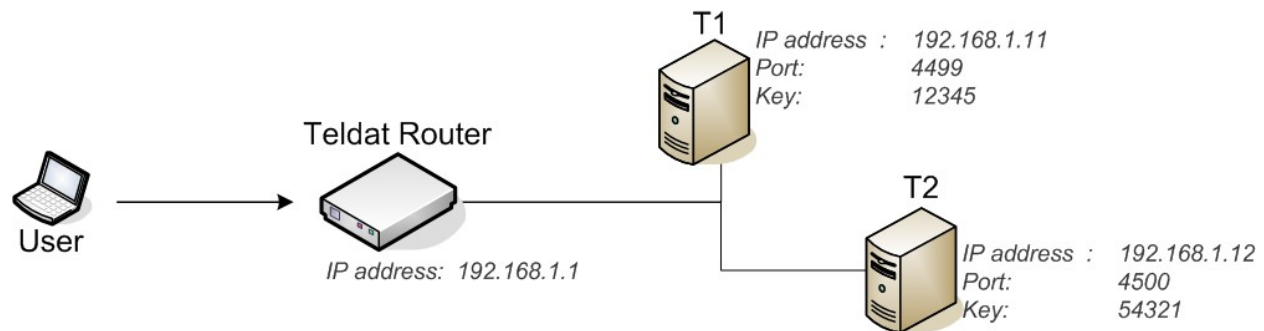 T1
IP address : 192.168.1.11
Port: 4499
Key: 12345
Teldat Router
User
IP address: 192.168.1.1
T2
IP address : 192.168.1.12
Port: 4500
Key: 54321